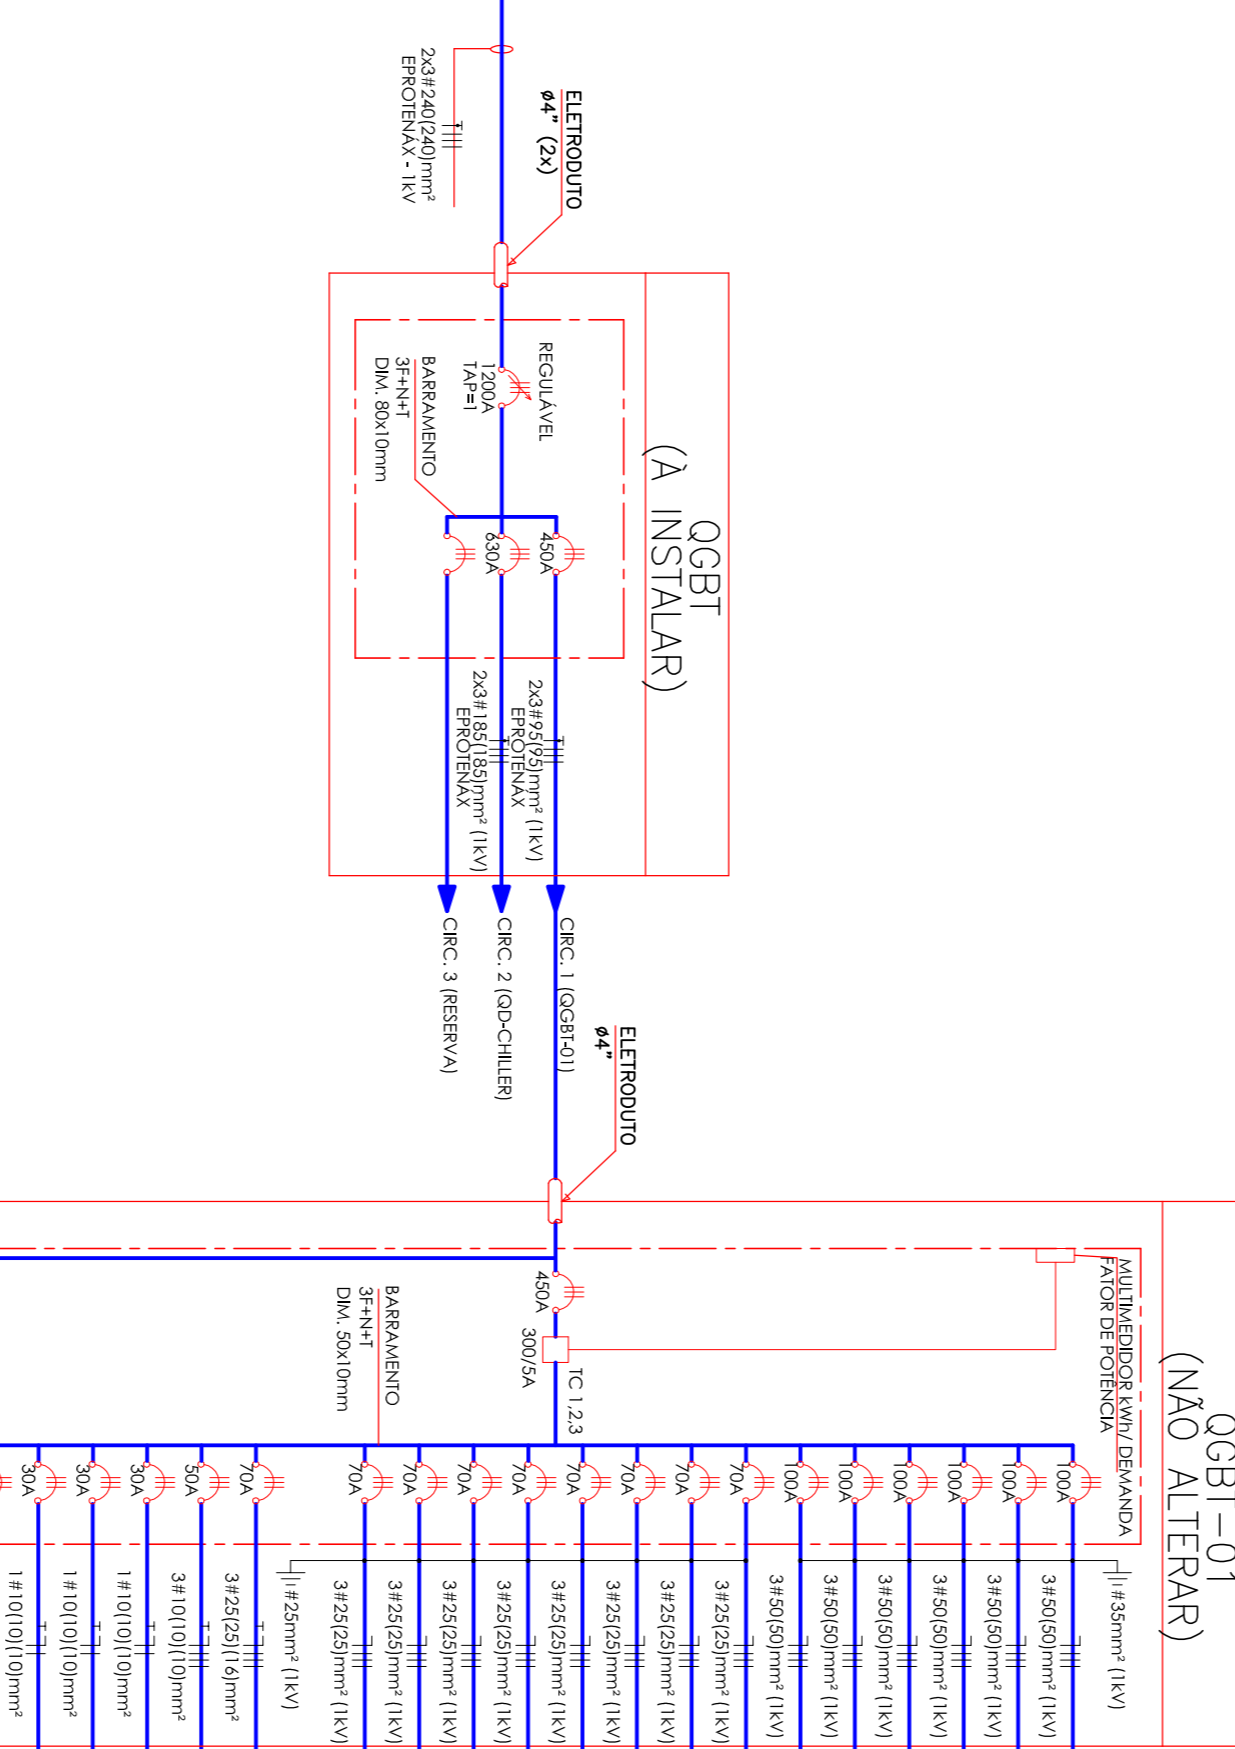 2x3#240(240)mm²
EPROTENÁX - 1kV
ELETRODUTO
ø4" (2x)
QGBT
(À INSTALAR)
REGULÁVEL
1200A
TAP=1
BARRAMENTO
3F+N+T
DIM. 80x10mm
450A
630A
2x3#95(95)mm² (1kV)
EPROTENÁX
2x3#185(185)mm² (1kV)
EPROTENÁX
CIRC. 1 (QGBT-01)
CIRC. 2 (QD-CHILLER)
CIRC. 3 (RESERVA)
ELETRODUTO
ø4"
QGBT-01
(NÃO ALTERAR)
MULTIMEDIDOR kWh/ DEMANDA
FATOR DE POTÊNCIA
450A
300/5A
TC 1,2,3
BARRAMENTO
3F+N+T
DIM. 50x10mm
100A
100A
100A
100A
100A
100A
70A
70A
70A
70A
70A
70A
70A
70A
70A
50A
30A
30A
30A
1#35mm² (1kV)
3#50(50)mm² (1kV)
3#50(50)mm² (1kV)
3#50(50)mm² (1kV)
3#50(50)mm² (1kV)
3#50(50)mm² (1kV)
3#50(50)mm² (1kV)
3#25(25)mm² (1kV)
3#25(25)mm² (1kV)
3#25(25)mm² (1kV)
3#25(25)mm² (1kV)
3#25(25)mm² (1kV)
3#25(25)mm² (1kV)
3#25(25)mm² (1kV)
3#25(25)mm² (1kV)
1#25mm² (1kV)
3#25(25)(16)mm²
3#10(10)(10)mm²
1#10(10)(10)mm²
1#10(10)(10)mm²
1#10(10)(10)mm²